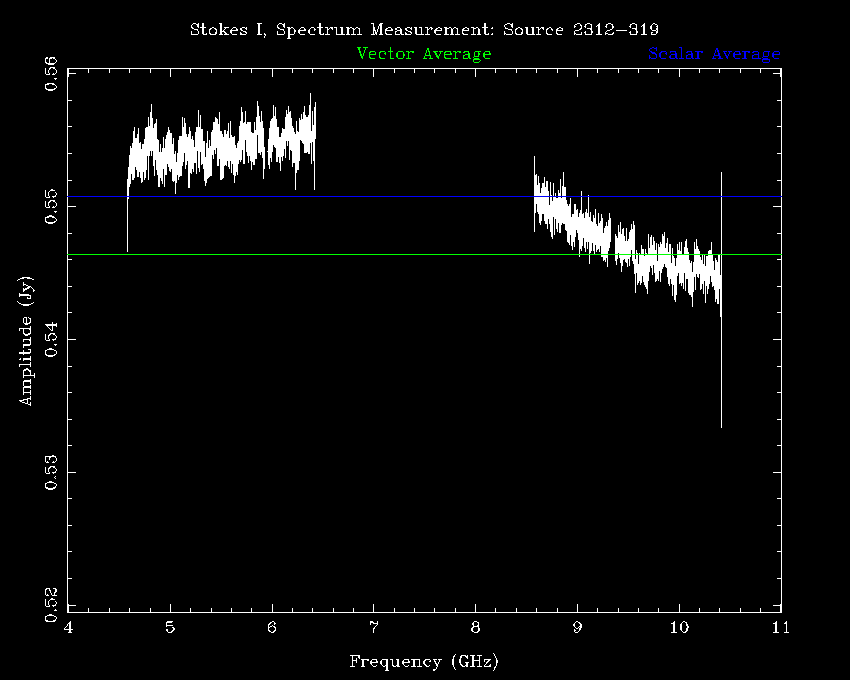 Stokes I, Spectrum Measurement: Source 2312-319
Vector Average Scalar Average
0.56
0.55
0.54
0.53
0.52
Amplitude (Jy)
4 5 6 7 8 9 10 11
Frequency (GHz)